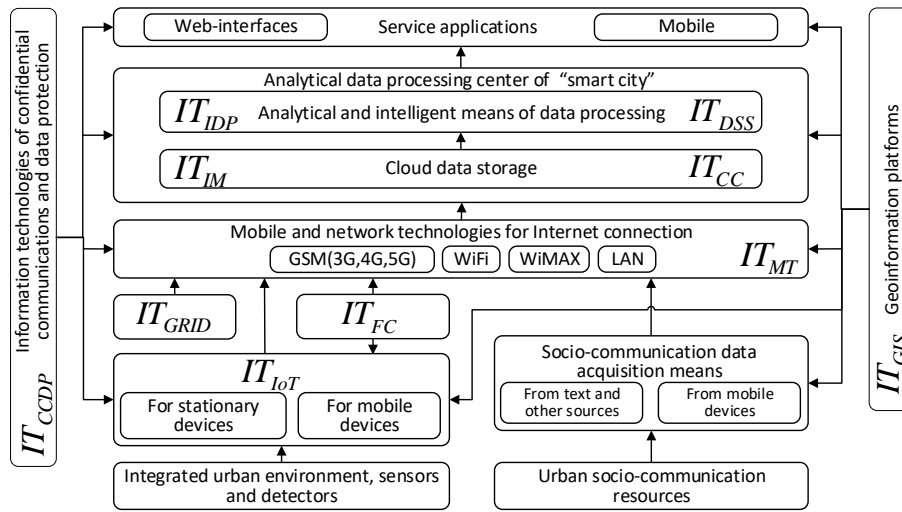 Information technologies of confidential
communications and data protection
IT_CCDP
Web-interfaces
Service applications
Mobile
Analytical data processing center of “smart city”
IT_IDP
Analytical and intelligent means of data processing
IT_DSS
IT_IM
Cloud data storage
IT_CC
Mobile and network technologies for Internet connection
GSM(3G,4G,5G)
WiFi
WiMAX
LAN
IT_MT
IT_GRID
IT_FC
IT_IoT
For stationary
devices
For mobile
devices
Socio-communication data
acquisition means
From text and
other sources
From mobile
devices
Integrated urban environment, sensors
and detectors
Urban socio-communication
resources
Geoinformation platforms
IT_GIS